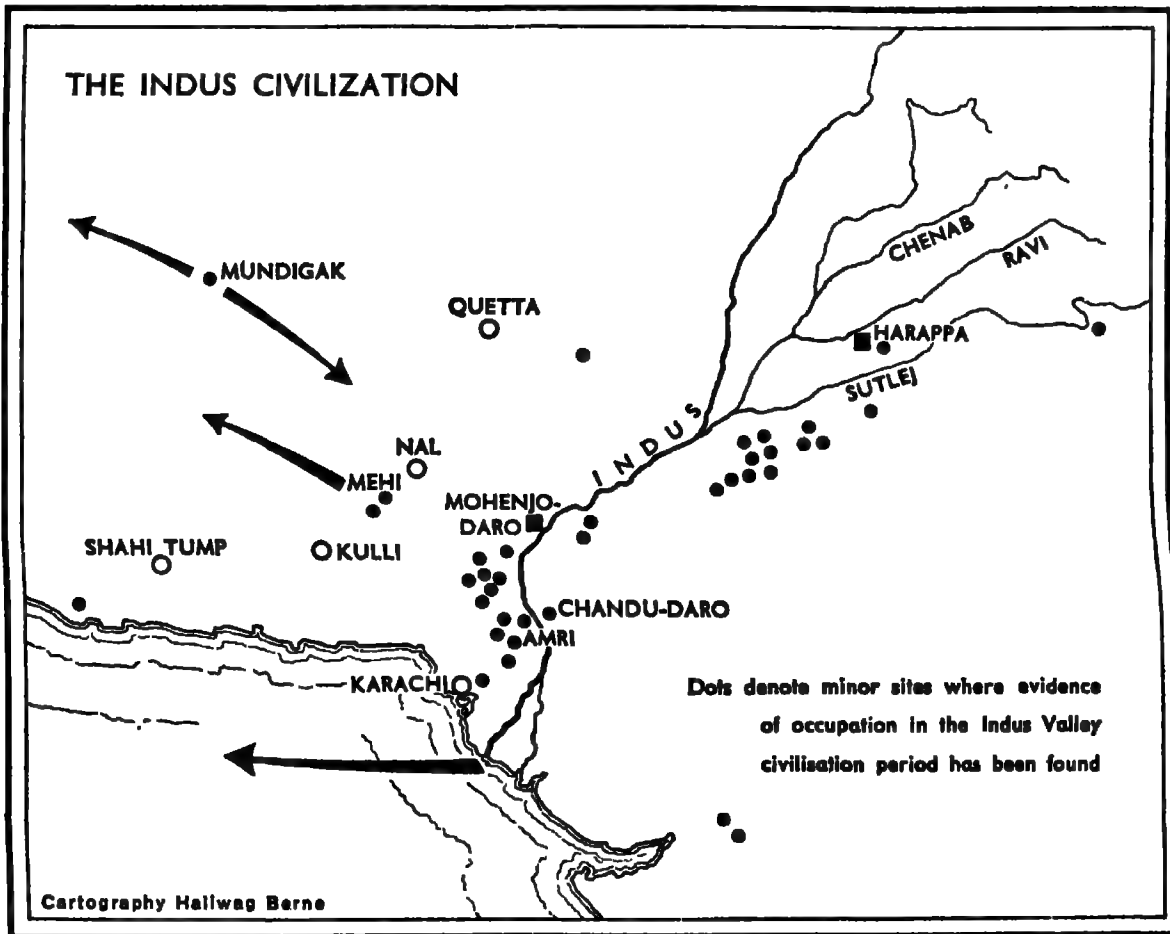 THE INDUS CIVILIZATION
CHENAB
RAVI
MUNDIGAK
QUETTA
HARAPPA
SUTLEJ
INDUS
NAL
MEHI
MOHENJO-
DARO
SHAHI TUMP
KULLI
CHANDU-DARO
AMRI
KARACHI
Dots denote minor sites where evidence
of occupation in the Indus Valley
civilisation period has been found
Cartography Hallwag Berne